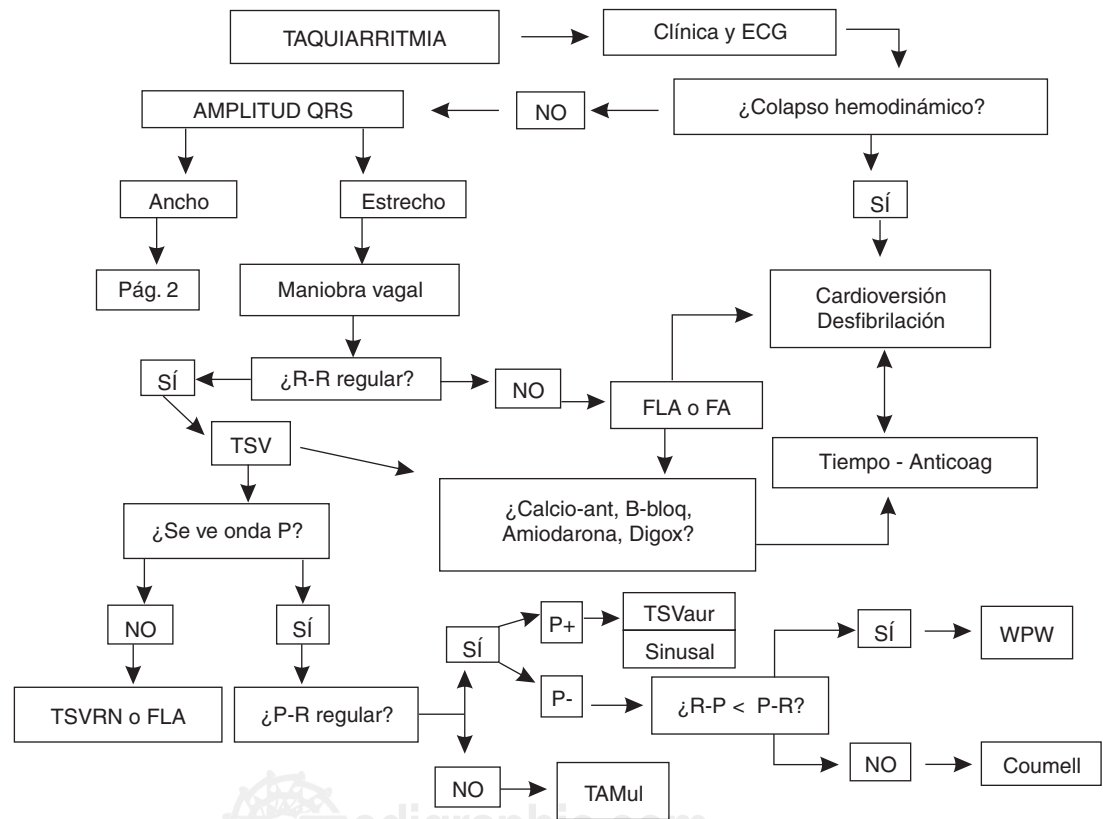 TAQUIARRITMIA
Clínica y ECG
AMPLITUD QRS
NO
¿Colapso hemodinámico?
Ancho
Estrecho
SÍ
Pág. 2
Maniobra vagal
Cardioversión
Desfibrilación
SÍ
¿R-R regular?
NO
FLA o FA
TSV
Tiempo - Anticoag
¿Se ve onda P?
¿Calcio-ant, B-bloq,
Amiodarona, Digox?
NO
SÍ
SÍ
P+
TSVaur
Sinusal
SÍ
WPW
TSVRN o FLA
¿P-R regular?
P-
¿R-P < P-R?
NO
TAMul
NO
Coumell